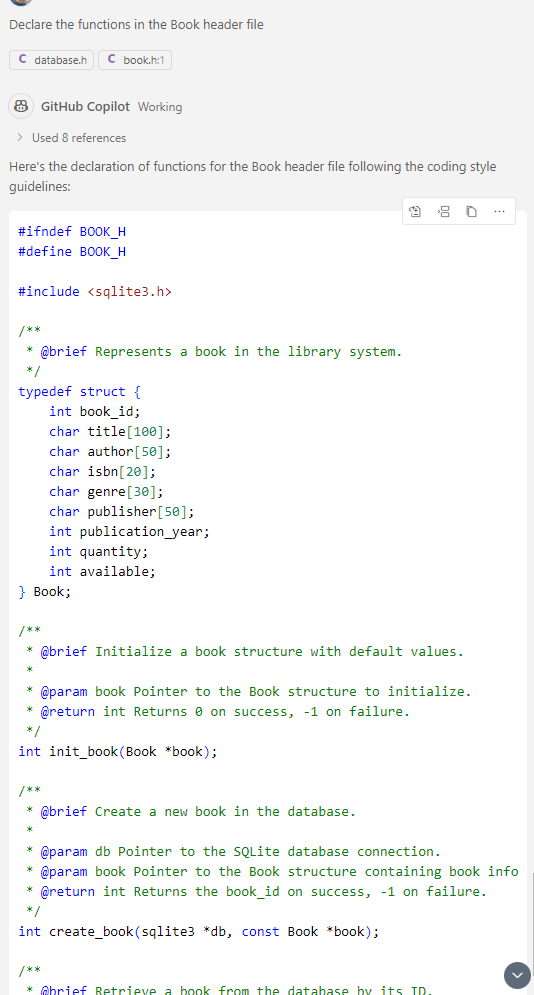 Declare the functions in the Book header file
C database.h C book.h:1
GitHub Copilot Working
> Used 8 references
Here's the declaration of functions for the Book header file following the coding style
guidelines:
#ifndef BOOK_H
#define BOOK_H
#include <sqlite3.h>
/**
 * @brief Represents a book in the library system.
 */
typedef struct {
    int book_id;
    char title[100];
    char author[50];
    char isbn[20];
    char genre[30];
    char publisher[50];
    int publication_year;
    int quantity;
    int available;
} Book;
/**
 * @brief Initialize a book structure with default values.
 *
 * @param book Pointer to the Book structure to initialize.
 * @return int Returns 0 on success, -1 on failure.
 */
int init_book(Book *book);
/**
 * @brief Create a new book in the database.
 *
 * @param db Pointer to the SQLite database connection.
 * @param book Pointer to the Book structure containing book info
 * @return int Returns the book_id on success, -1 on failure.
 */
int create_book(sqlite3 *db, const Book *book);
/**
 * @brief Retrieve a book from the database by its ID.